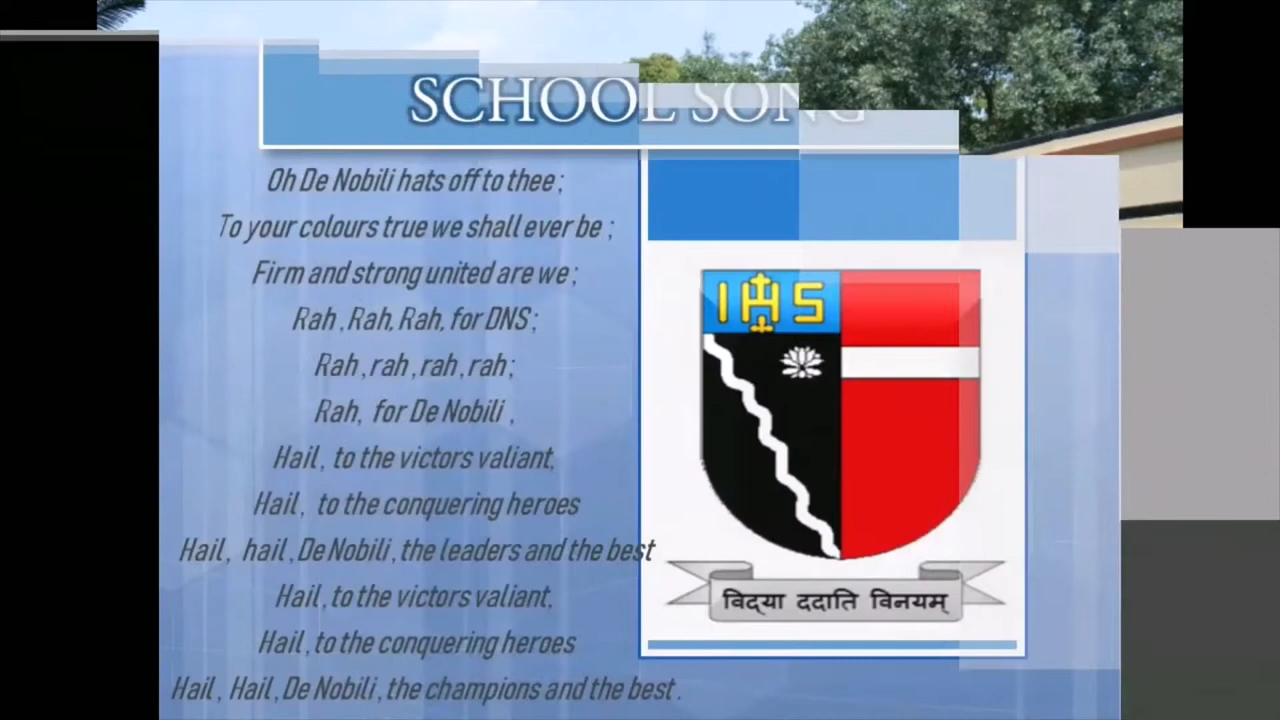 SCHOOL SONG
Oh De Nobili hats off to thee ;
To your colours true we shall ever be ;
Firm and strong united are we ;
Rah , Rah, Rah, for DNS ;
Rah , rah , rah , rah ;
Rah, for De Nobili ,
Hail , to the victors valiant,
Hail , to the conquering heroes
Hail , hail , De Nobili , the leaders and the best
Hail , to the victors valiant,
Hail , to the conquering heroes
Hail , Hail , De Nobili , the champions and the best .
IHS
विद्‌या ददाति विनयम्